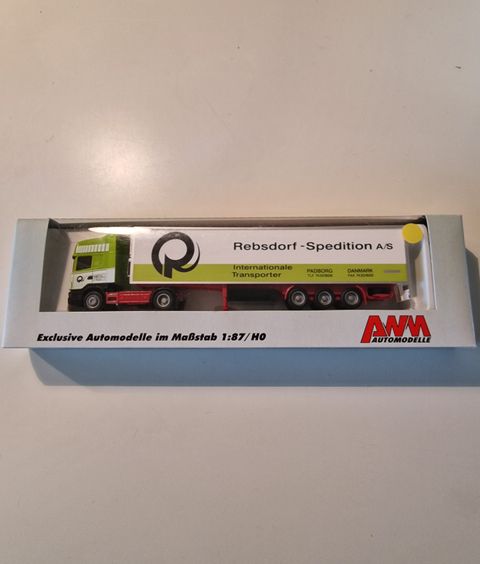 Rebsdorf-Spedition A/S
Internationale
Transporter
PADBORG
DANMARK
Exclusive Automodelle im Maßstab 1:87/H0
AWM
AUTOMODELLE